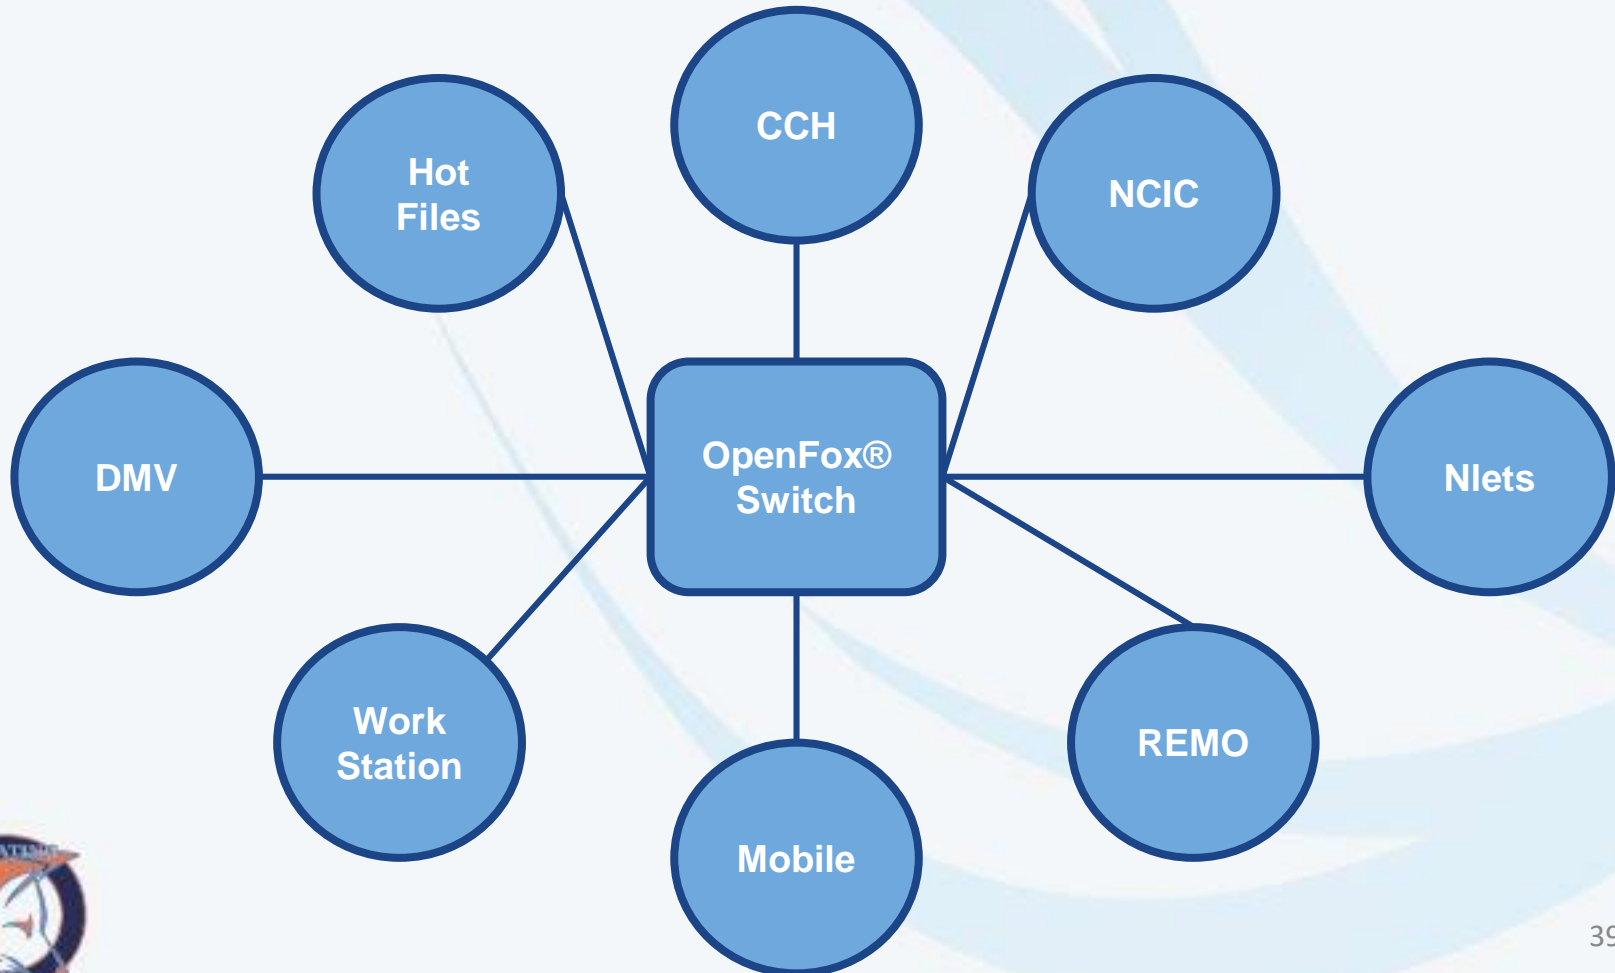 CCH
Hot
Files
NCIC
OpenFox®
Switch
DMV
Nlets
Work
Station
REMO
Mobile
39